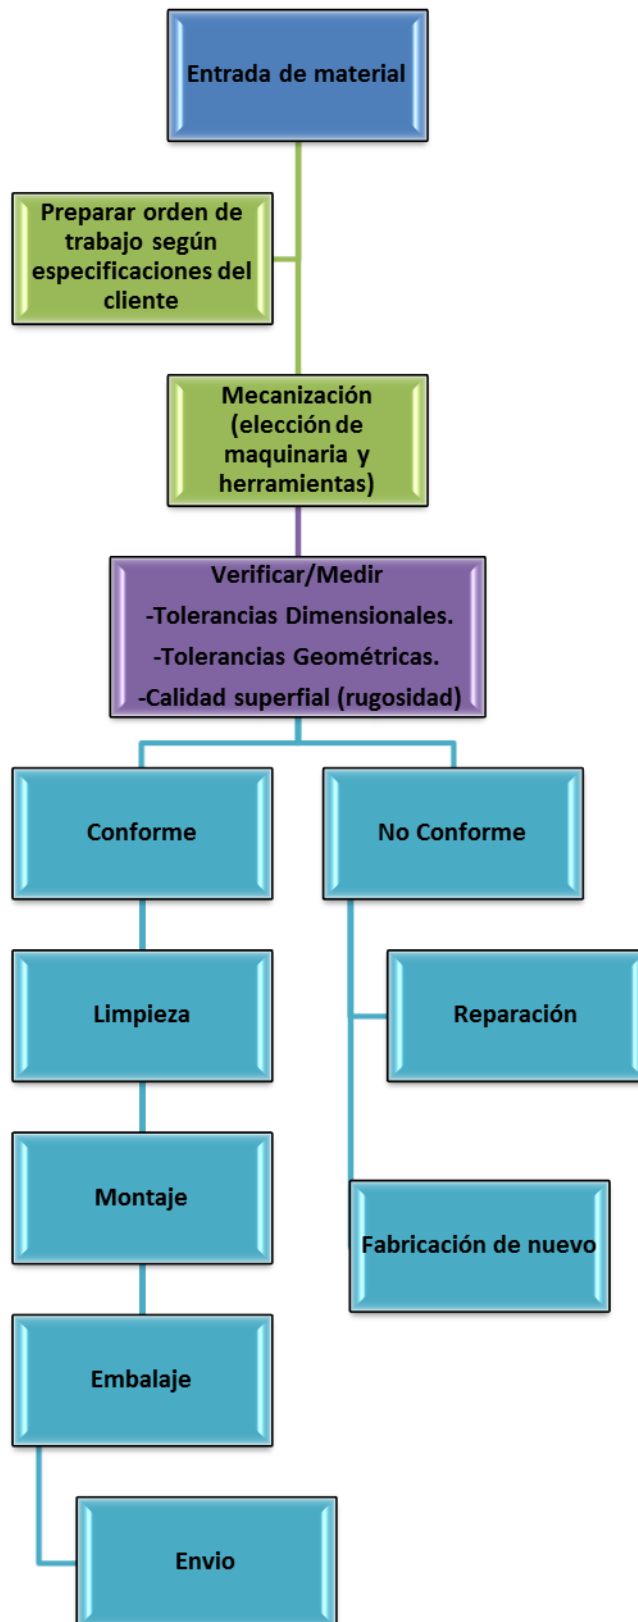 Entrada de material
Preparar orden de
trabajo según
especificaciones del
cliente
Mecanización
(elección de
maquinaria y
herramientas)
Verificar/Medir
-Tolerancias Dimensionales.
-Tolerancias Geométricas.
-Calidad superfial (rugosidad)
Conforme
No Conforme
Limpieza
Reparación
Montaje
Fabricación de nuevo
Embalaje
Envio